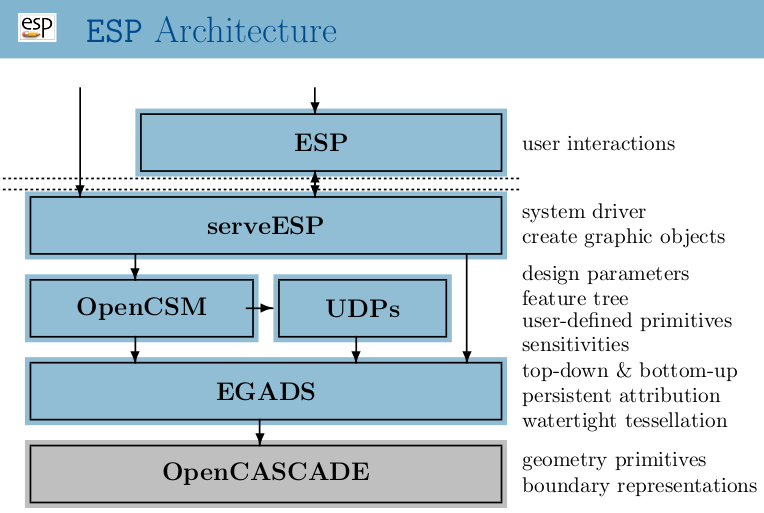 esp
ESP Architecture
ESP
user interactions
serveESP
system driver
create graphic objects
OpenCSM
UDPs
design parameters
feature tree
user-defined primitives
sensitivities
EGADS
top-down & bottom-up
persistent attribution
watertight tessellation
OpenCASCADE
geometry primitives
boundary representations